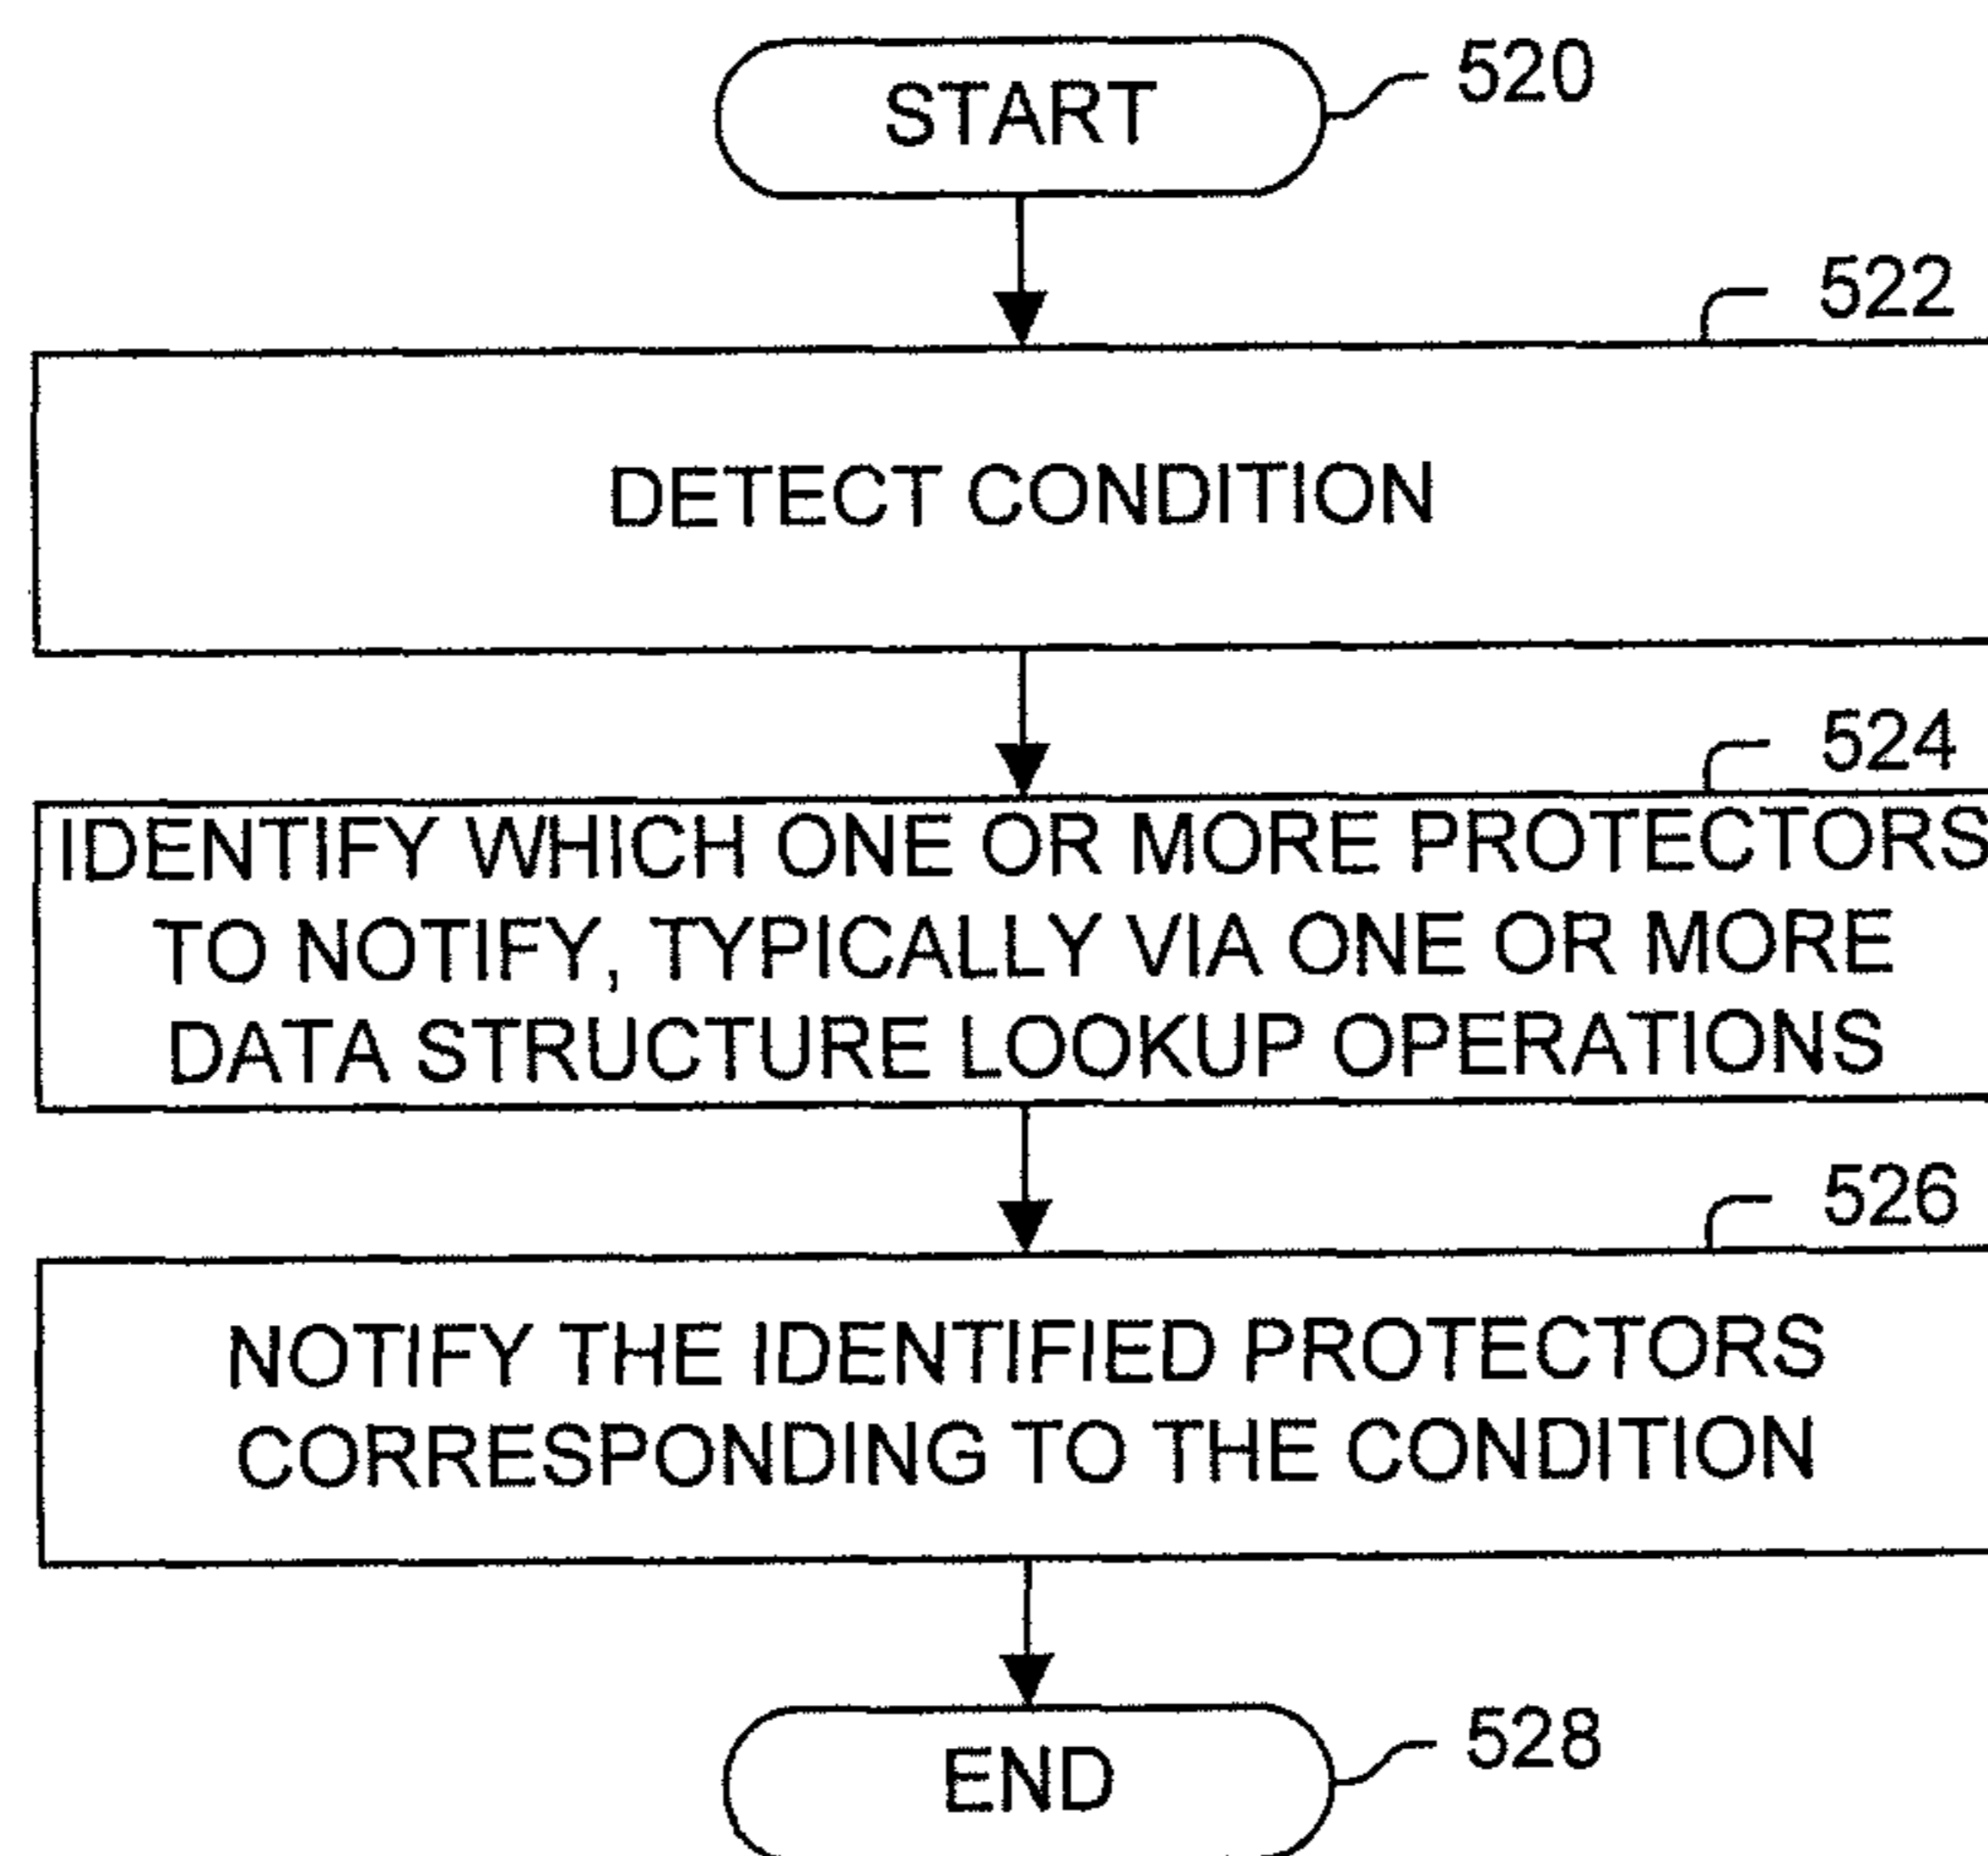 START
520
522
DETECT CONDITION
524
IDENTIFY WHICH ONE OR MORE PROTECTORS
TO NOTIFY, TYPICALLY VIA ONE OR MORE
DATA STRUCTURE LOOKUP OPERATIONS
526
NOTIFY THE IDENTIFIED PROTECTORS
CORRESPONDING TO THE CONDITION
END
528